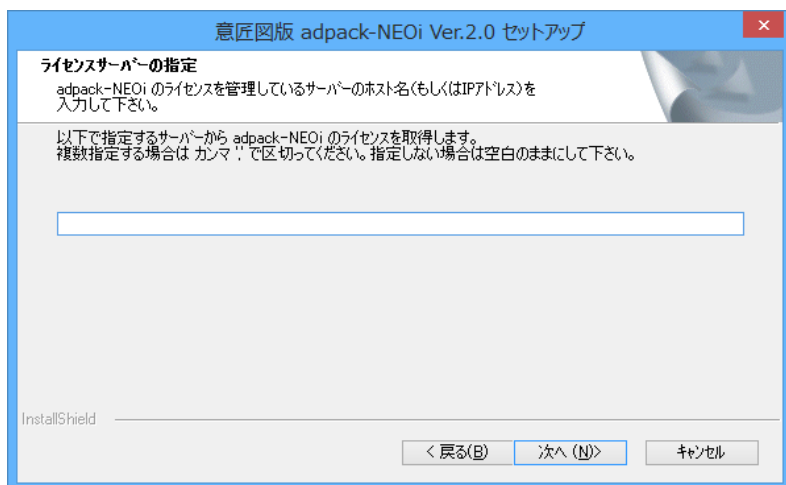 意匠図版 adpack-NEOi Ver.2.0 セットアップ
ライセンスサーバーの指定
adpack-NEOi のライセンスを管理しているサーバーのホスト名(もしくはIPアドレス)を
入力して下さい。
以下で指定するサーバーから adpack-NEOi のライセンスを取得します。
複数指定する場合は カンマ ',' で区切ってください。指定しない場合は空白のままにして下さい。
InstallShield
< 戻る(B)
次へ (N)>
キャンセル